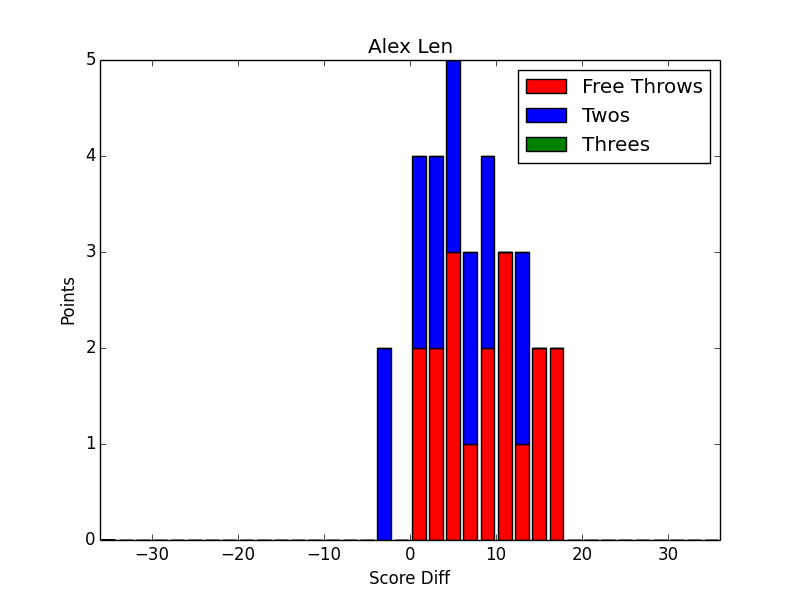 Alex Len
Free Throws
Twos
Threes
5
4
3
2
1
0
Points
−30 −20 −10 0 10 20 30
Score Diff